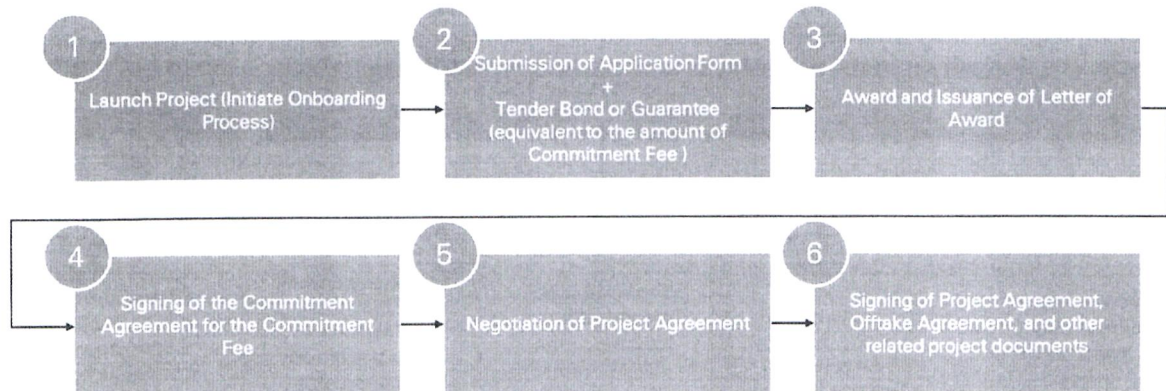 1
Launch Project (Initiate Onboarding
Process)
2
Submission of Application Form
+
Tender Bond or Guarantee
(equivalent to the amount of
Commitment Fee )
3
Award and Issuance of Letter of
Award
4
Signing of the Commitment
Agreement for the Commitment
Fee
5
Negotiation of Project Agreement
6
Signing of Project Agreement,
Offtake Agreement, and other
related project documents